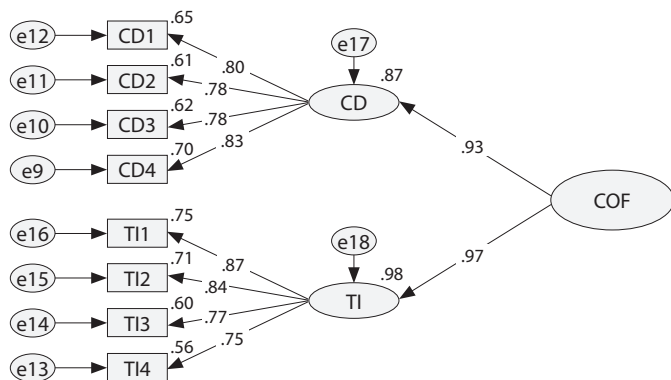 .65
e12 CD1
e17
.61 .80 .87
e11 CD2 .78 CD
.62
e10 CD3 .78
.70 .83 .93
e9 CD4
COF
.75
e16 TI1 e18
.71 .87 .97
e15 TI2 .84 .98
.60 TI
e14 TI3 .77
.56 .75
e13 TI4